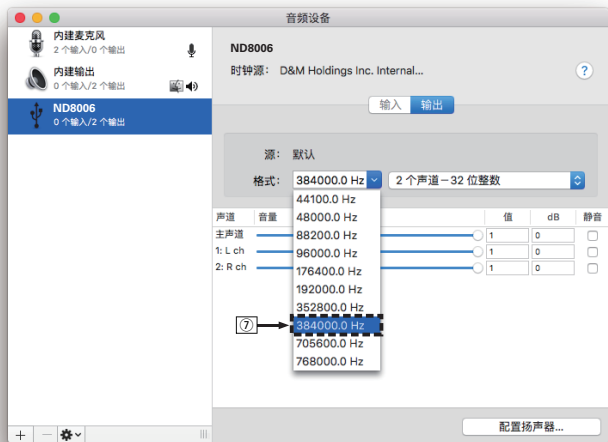 音频设备
内建麦克风
2 个输入/0 个输出
内建输出
0 个输入/2 个输出
ND8006
0 个输入/2 个输出
ND8006
时钟源： D&M Holdings Inc. Internal...
?
输入 输出
源： 默认
格式： 384000.0 Hz 2 个声道－32 位整数
44100.0 Hz
48000.0 Hz
88200.0 Hz
96000.0 Hz
176400.0 Hz
192000.0 Hz
352800.0 Hz
⑦ 384000.0 Hz
705600.0 Hz
768000.0 Hz
声道 音量 值 dB 静音
主声道 1 0
1: L ch 1 0
2: R ch 1 0
配置扬声器...